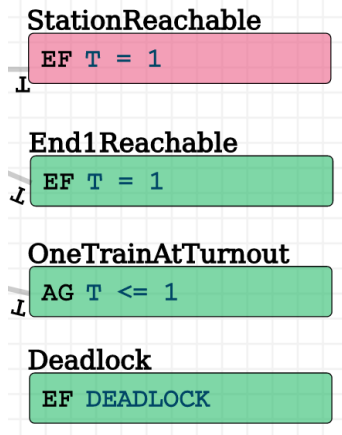 StationReachable
EF T = 1
T
End1Reachable
EF T = 1
T
OneTrainAtTurnout
AG T <= 1
T
Deadlock
EF DEADLOCK